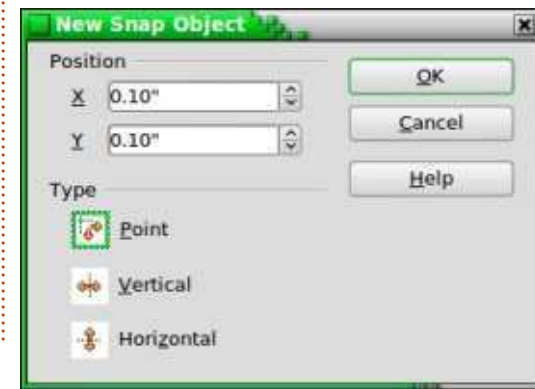 New Snap Object
Position
X 0.10"
Y 0.10"
OK
Cancel
Help
Type
Point
Vertical
Horizontal